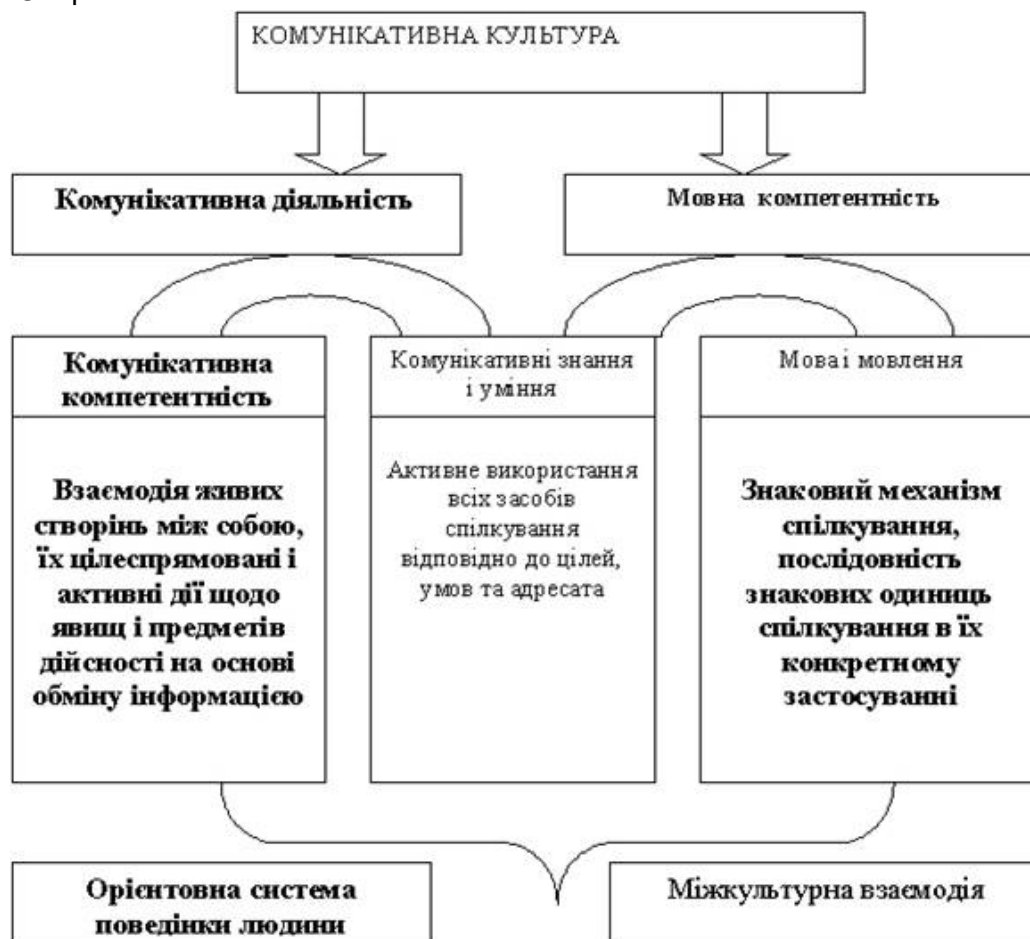 КОМУНІКАТИВНА КУЛЬТУРА
Комунікативна діяльність
Мовна компетентність
Комунікативна
компетентність
Взаємодія живих
створінь між собою,
їх цілеспрямовані і
активні дії щодо
явищ і предметів
дійсності на основі
обміну інформацією
Комунікативні знання
і уміння
Активне використання
всіх засобів
спілкування
відповідно до цілей,
умов та адресата
Мова і мовлення
Знаковий механізм
спілкування,
послідовність
знакових одиниць
спілкування в їх
конкретному
застосуванні
Орієнтовна система
поведінки людини
Міжкультурна взаємодія